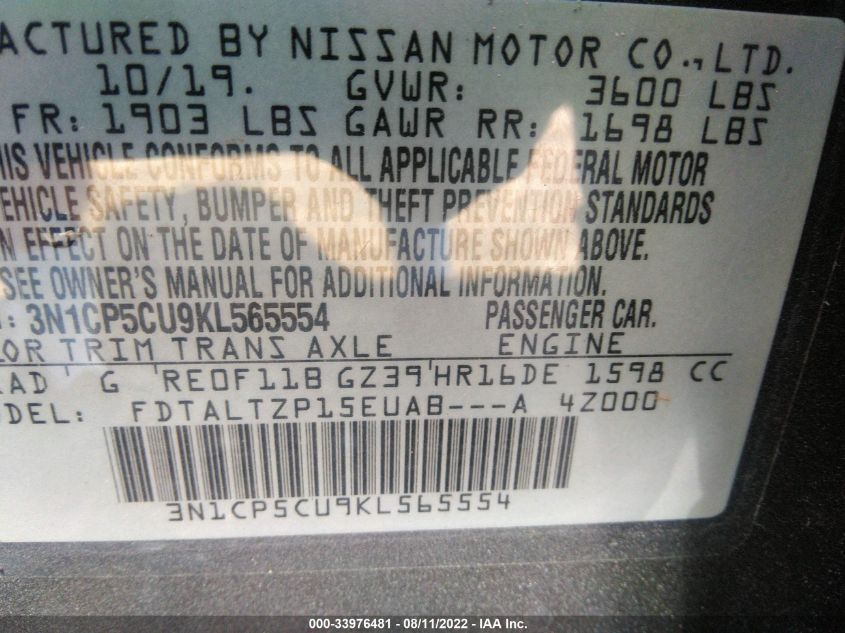 ACTURED BY NISSAN MOTOR CO., LTD.
10/19. GVWR: 3600 LBS
FR: 1903 LBS GAWR RR: 1698 LBS
HIS VEHICLE CONFORMS TO ALL APPLICABLE FEDERAL MOTOR
EHICLE SAFETY, BUMPER AND THEFT PREVENTION STANDARDS
N EFFECT ON THE DATE OF MANUFACTURE SHOWN ABOVE.
SEE OWNER'S MANUAL FOR ADDITIONAL INFORMATION.
: 3N1CP5CU9KL565554 PASSENGER CAR.
OR TRIM TRANS AXLE ENGINE
KAD G RE0F11B GZ39 HR16DE 1598 CC
DEL: FDTALTZP15EUAB---A 4Z000
3N1CP5CU9KL565554
000-33976481 - 08/11/2022 - IAA Inc.